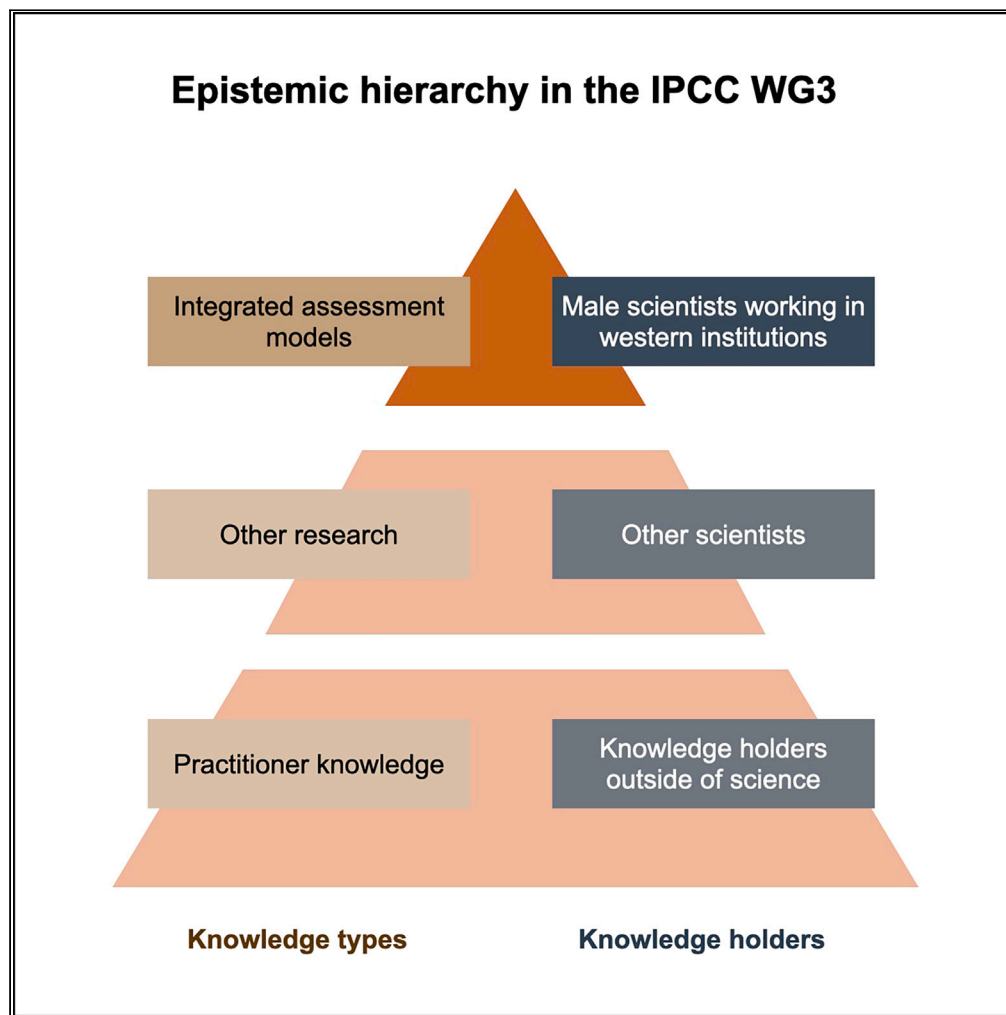 Epistemic hierarchy in the IPCC WG3
Integrated assessment
models
Male scientists working in
western institutions
Other research
Other scientists
Practitioner knowledge
Knowledge holders
outside of science
Knowledge types
Knowledge holders